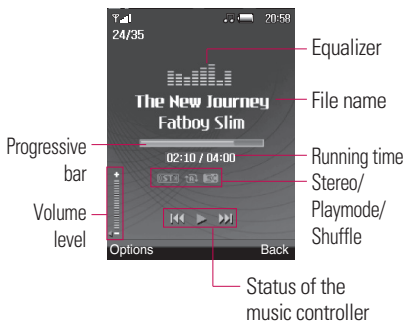 20:58
24/35
Equalizer
The New Journey
File name
Fatboy Slim
Progressive
bar
02:10 / 04:00
Running time
Stereo/
Playmode/
Shuffle
Volume
level
Options
Back
Status of the
music controller